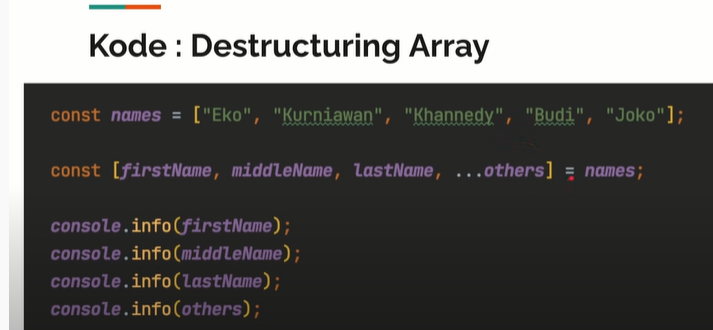 Kode : Destructuring Array
const names = ["Eko", "Kurniawan", "Khannedy", "Budi", "Joko"];
const [firstName, middleName, lastName, ...others] = names;
console.info(firstName);
console.info(middleName);
console.info(lastName);
console.info(others);